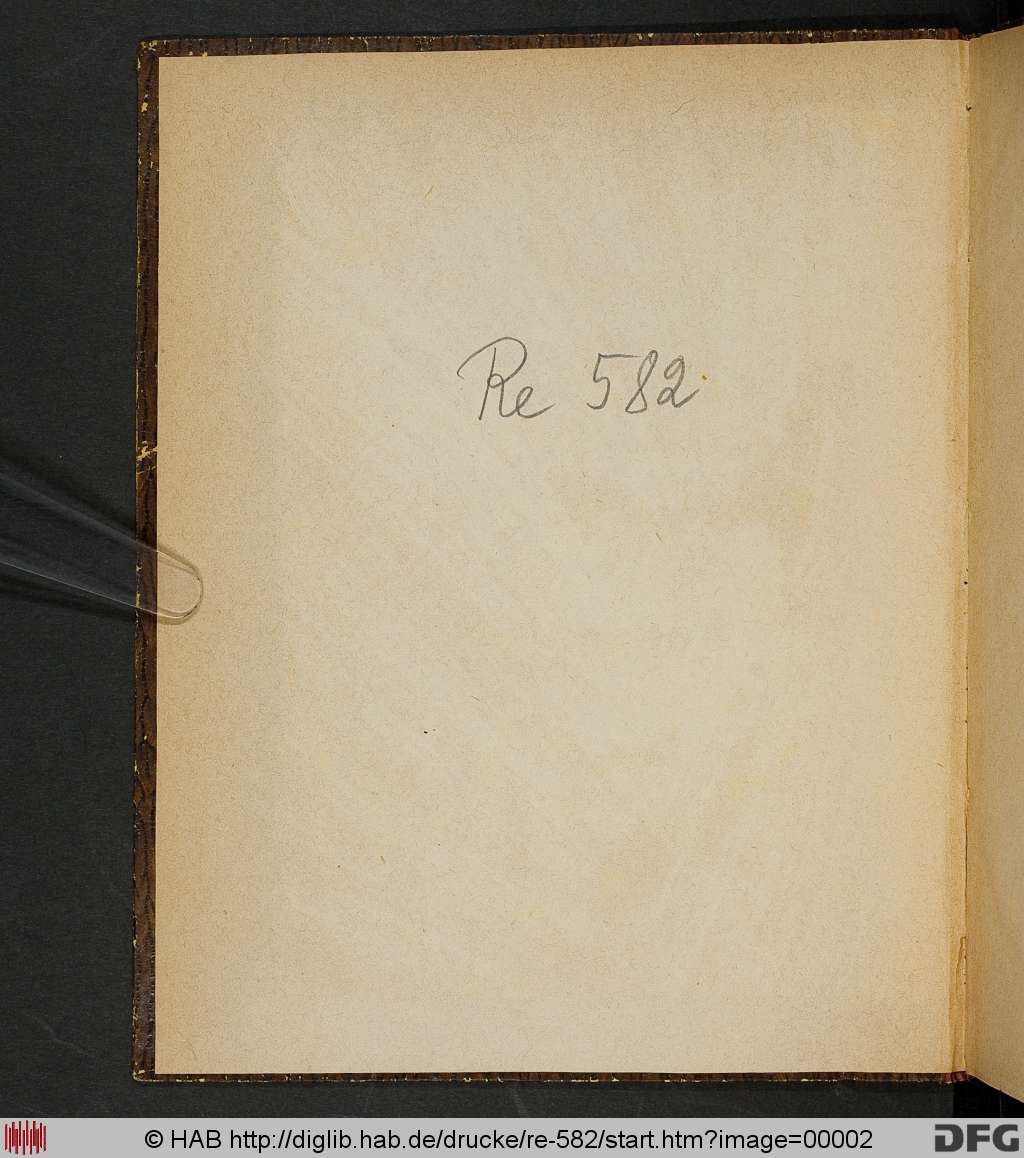 Re 582
© HAB http://diglib.hab.de/drucke/re-582/start.htm?image=00002
DFG